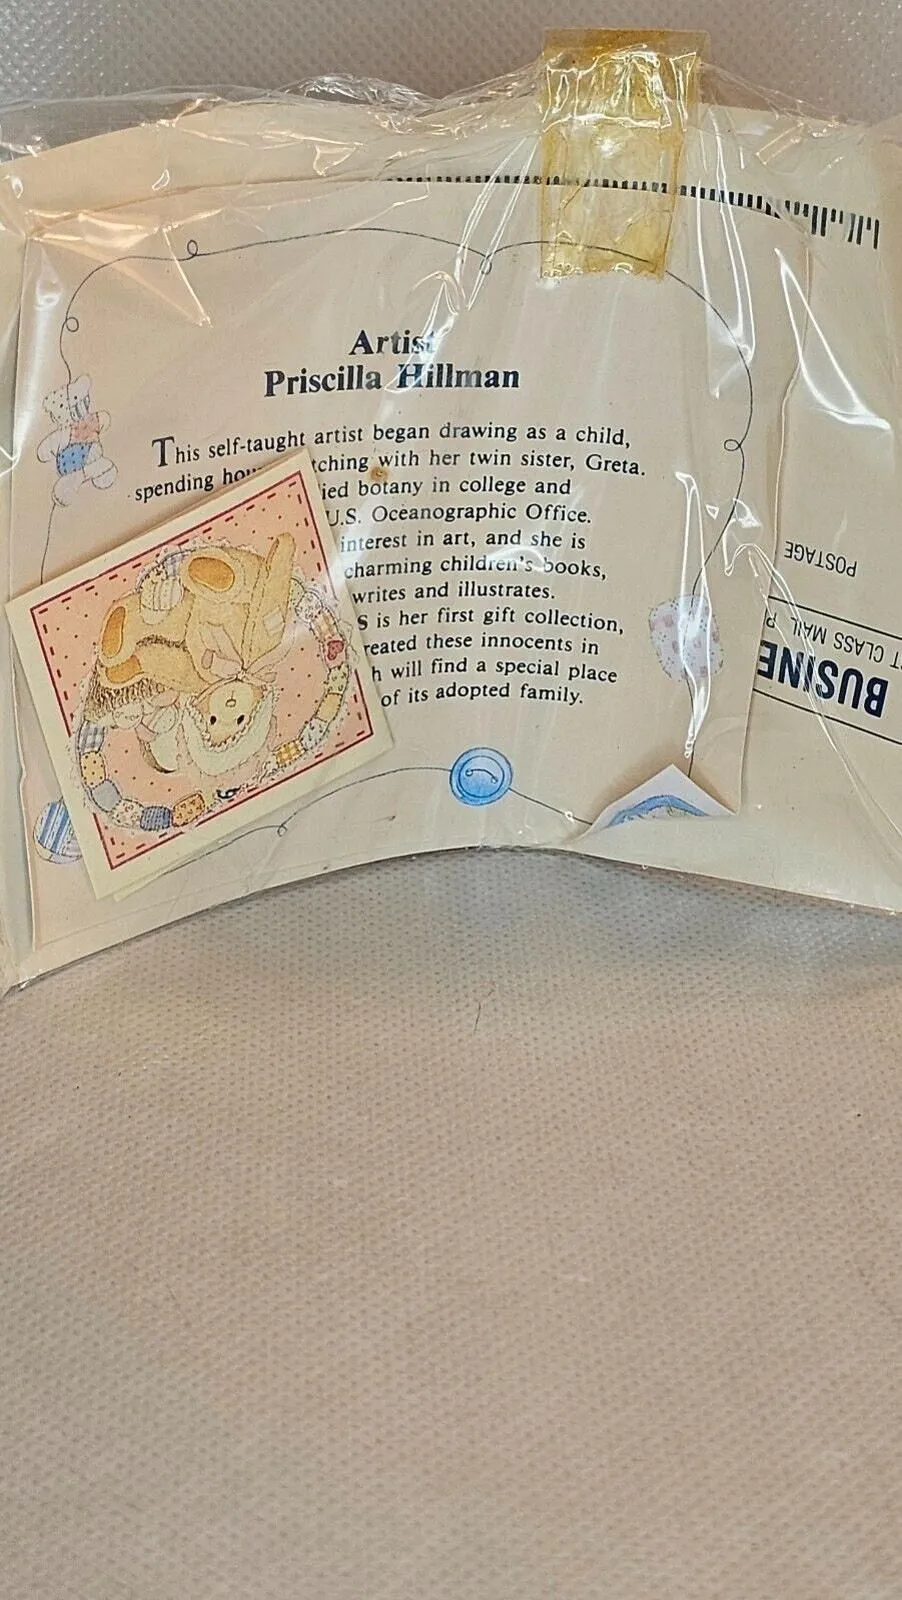 Artist
Priscilla Hillman
This self-taught artist began drawing as a child,
spending hou tching with her twin sister, Greta.
ied botany in college and
U.S. Oceanographic Office.
interest in art, and she is
charming children's books,
writes and illustrates.
S is her first gift collection,
reated these innocents in
h will find a special place
of its adopted family.
POSTAGE
T CLASS MAIL P
BUSINE